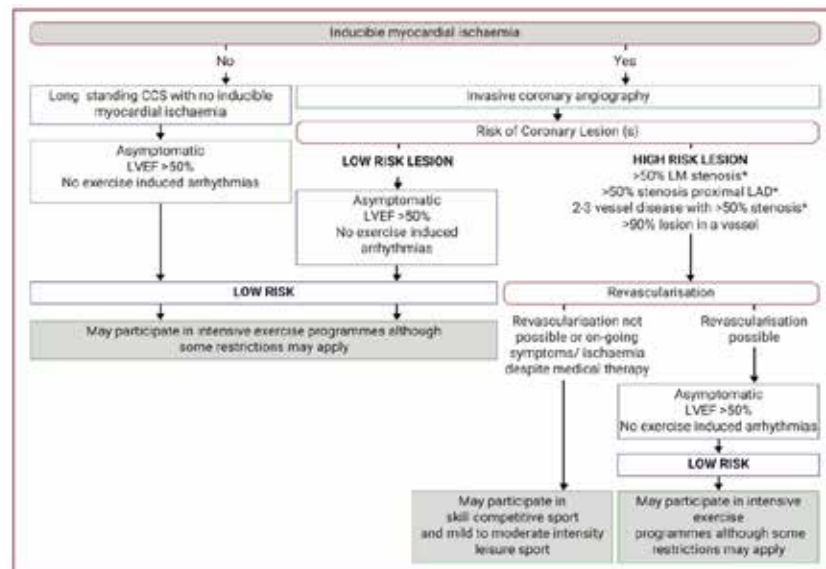 Inducible myocardial ischaemia
No
Yes
Long standing CCS with no inducible
myocardial ischaemia
Invasive coronary angiography
Risk of Coronary Lesion (s)
Asymptomatic
LVEF >50%
No exercise induced arrhythmias
LOW RISK LESION
HIGH RISK LESION
>50% LM stenosis*
>50% stenosis proximal LAD*
2-3 vessel disease with >50% stenosis*
>90% lesion in a vessel
Asymptomatic
LVEF >50%
No exercise induced
arrhythmias
LOW RISK
Revascularisation
May participate in intensive exercise programmes although
some restrictions may apply
Revascularisation not
possible or on-going
symptoms/ ischaemia
despite medical therapy
Revascularisation
possible
Asymptomatic
LVEF >50%
No exercise induced arrhythmias
LOW RISK
May participate in
skill competitive sport
and mild to moderate intensity
leisure sport
May participate in intensive
exercise
programmes although some
restrictions may apply